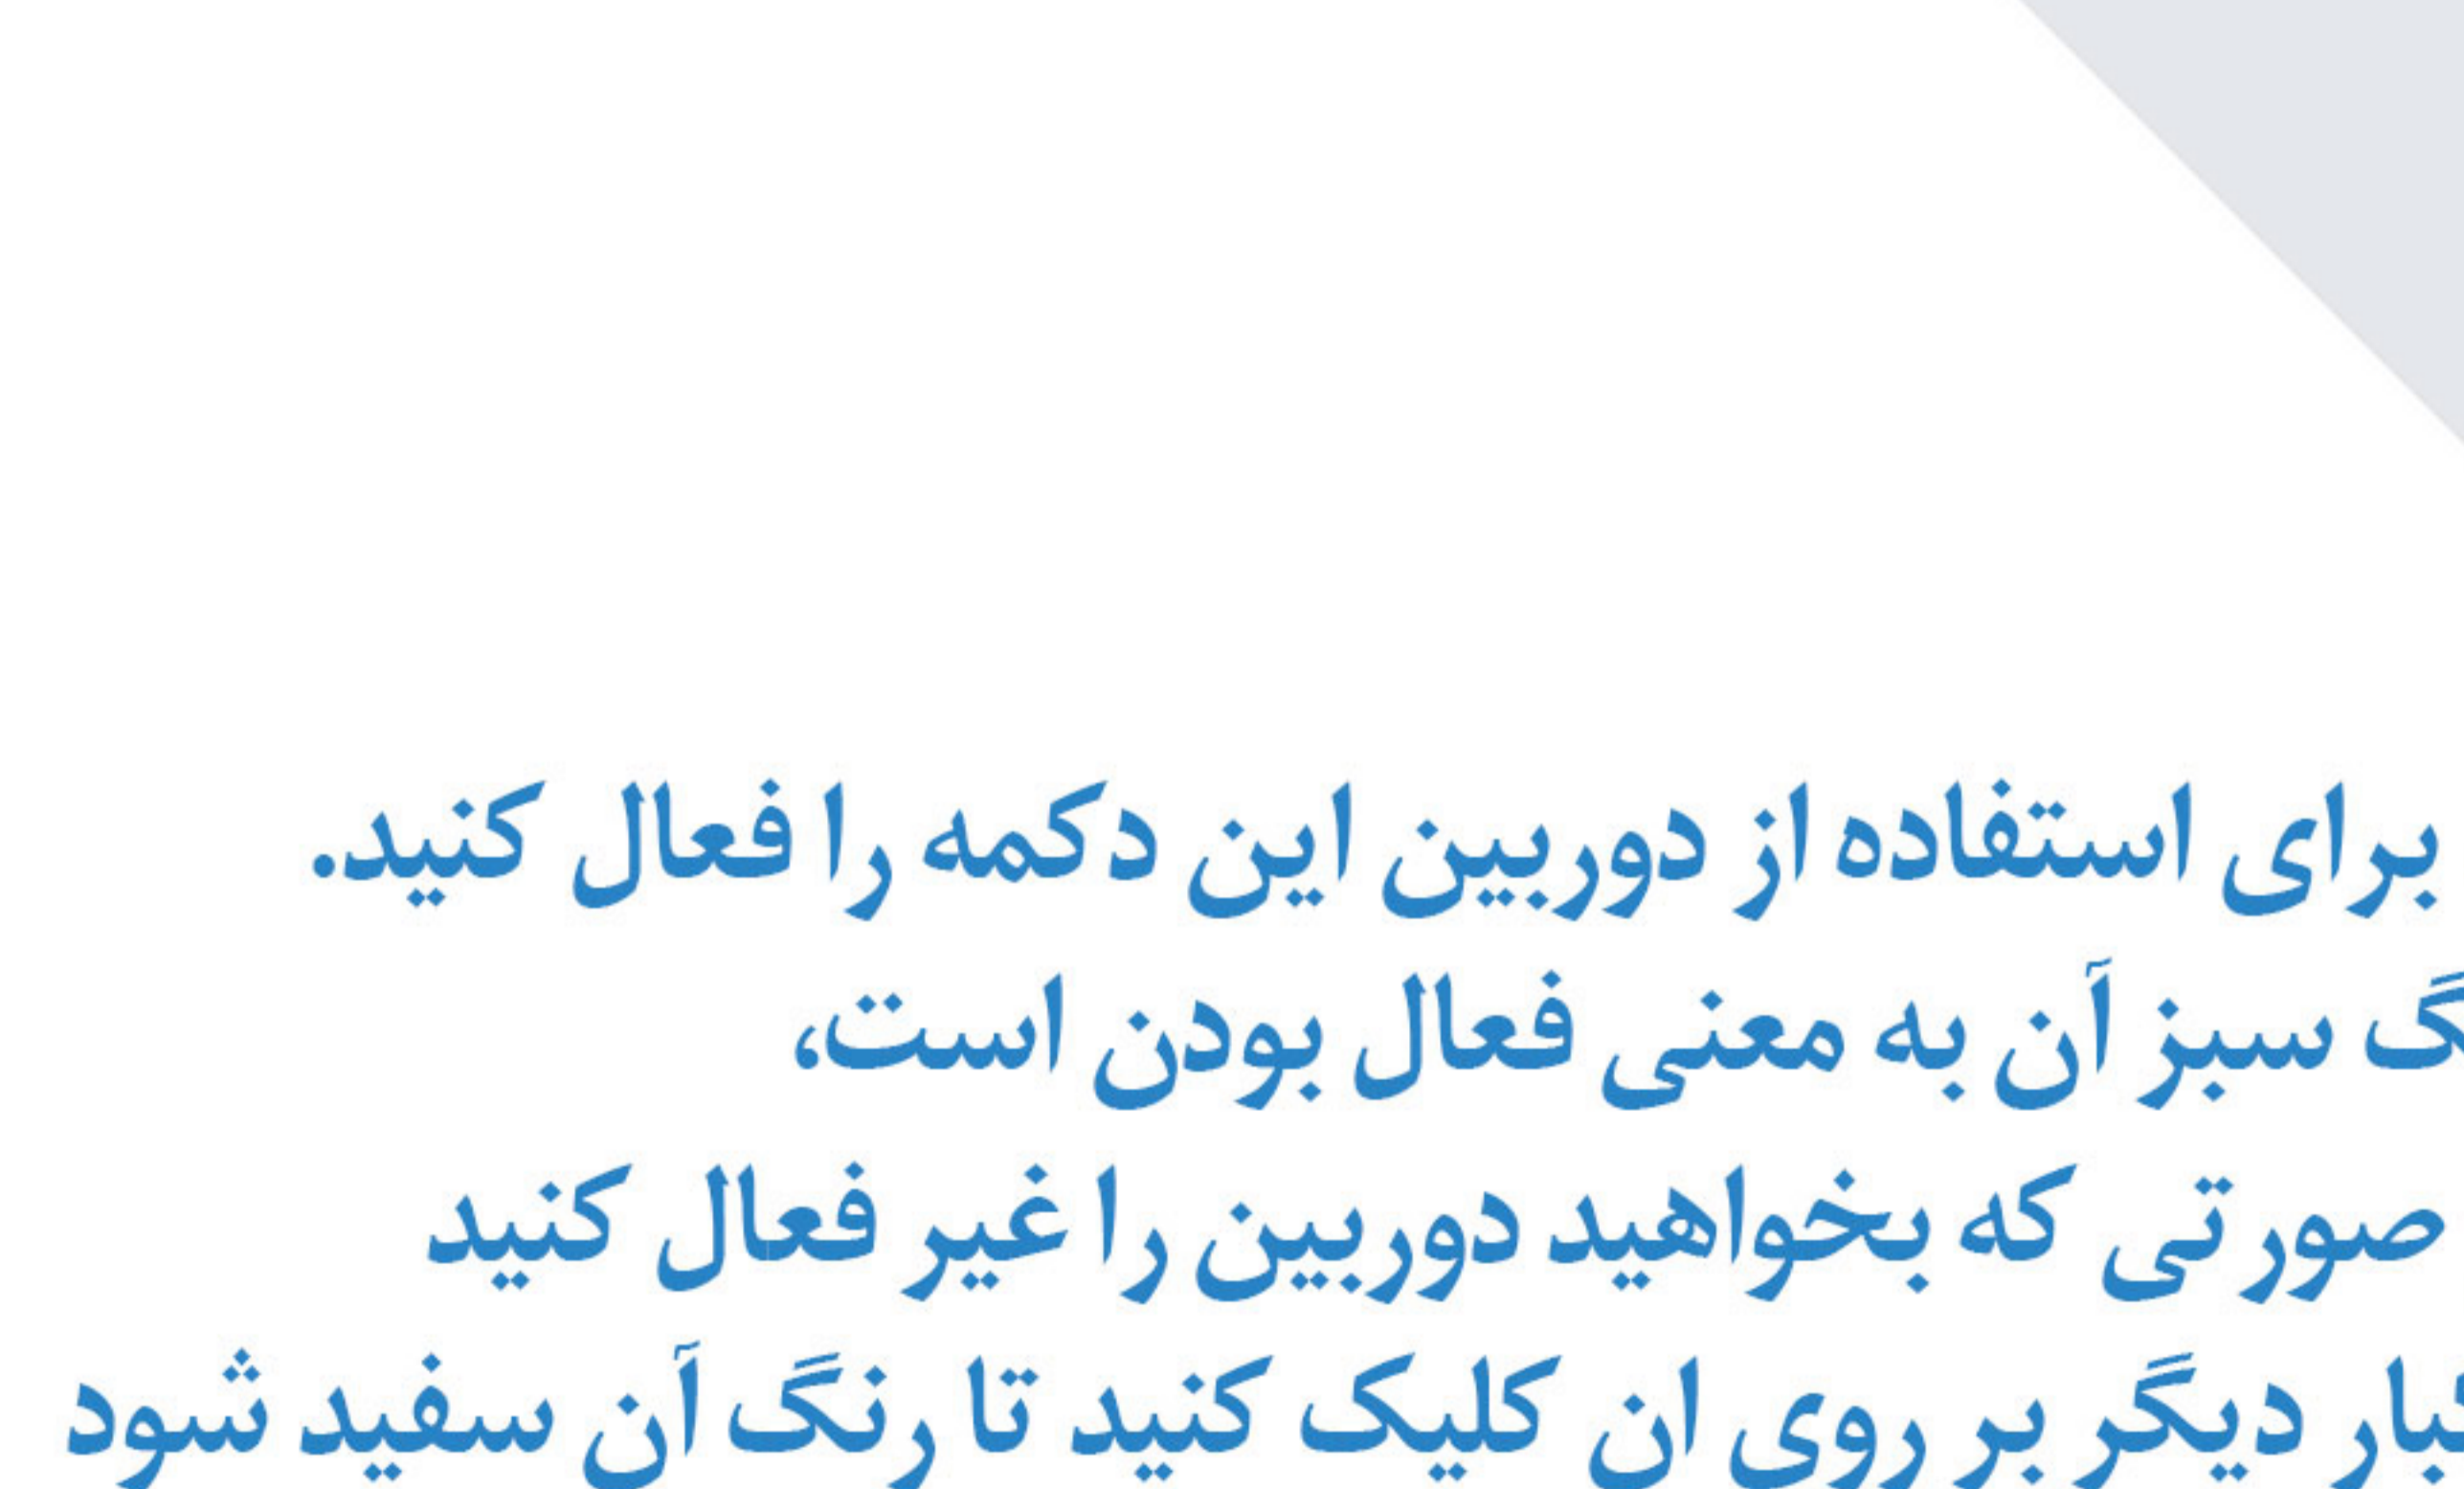 برای استفاده از دوربین این دکمه را فعال کنید.
سبز آن به معنی فعال بودن است،
صورتی که بخواهید دوربین را غیر فعال کنید
دیگر بر روی ان کلیک کنید تا رنگ آن سفید شود